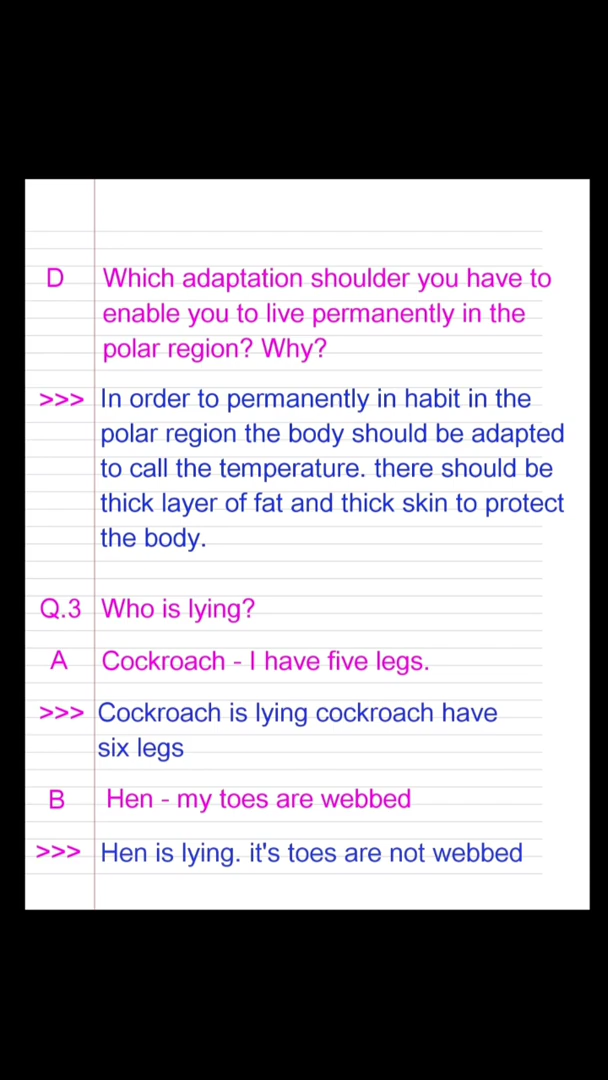 D Which adaptation shoulder you have to
enable you to live permanently in the
polar region? Why?
>>> In order to permanently in habit in the
polar region the body should be adapted
to call the temperature. there should be
thick layer of fat and thick skin to protect
the body.
Q.3 Who is lying?
A Cockroach - I have five legs.
>>> Cockroach is lying cockroach have
six legs
B Hen - my toes are webbed
>>> Hen is lying. it's toes are not webbed